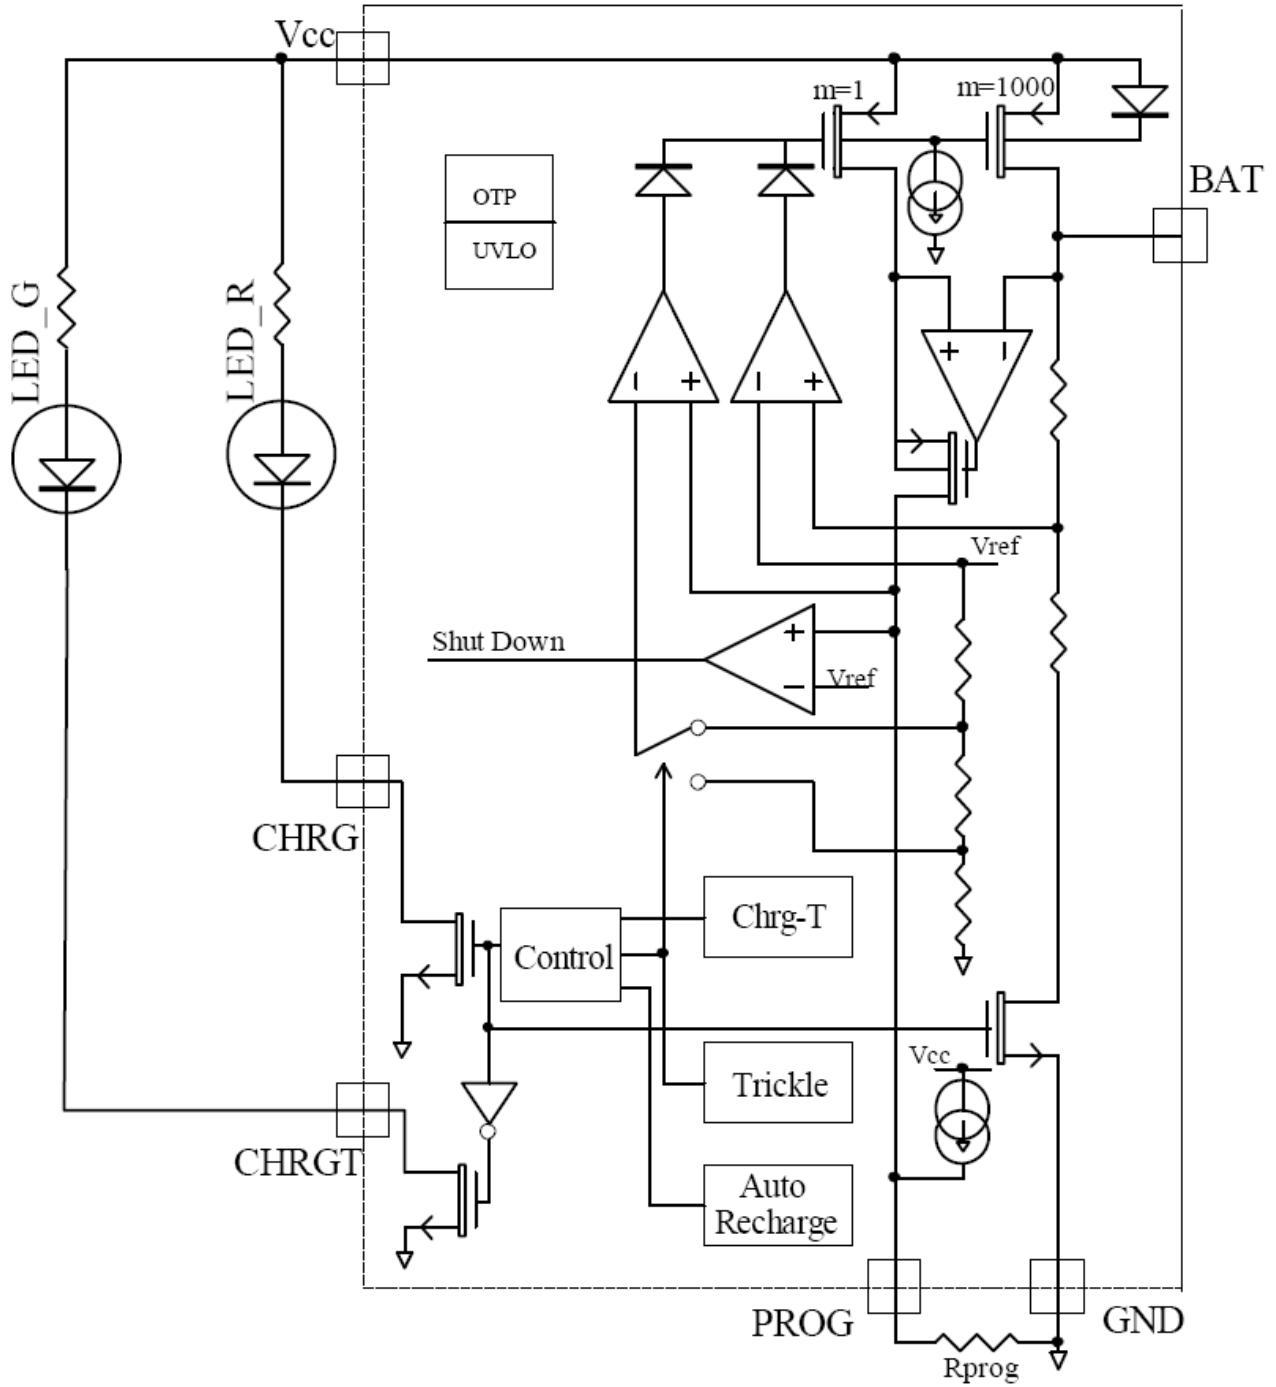 Vcc
m=1
m=1000
BAT
OTP
UVLO
LED_G
LED_R
+
−
−
+
−
+
Vref
Shut Down
+
Vref
−
CHRG
Chrg-T
Control
Vcc
Trickle
CHRGT
Auto
Recharge
PROG
GND
Rprog